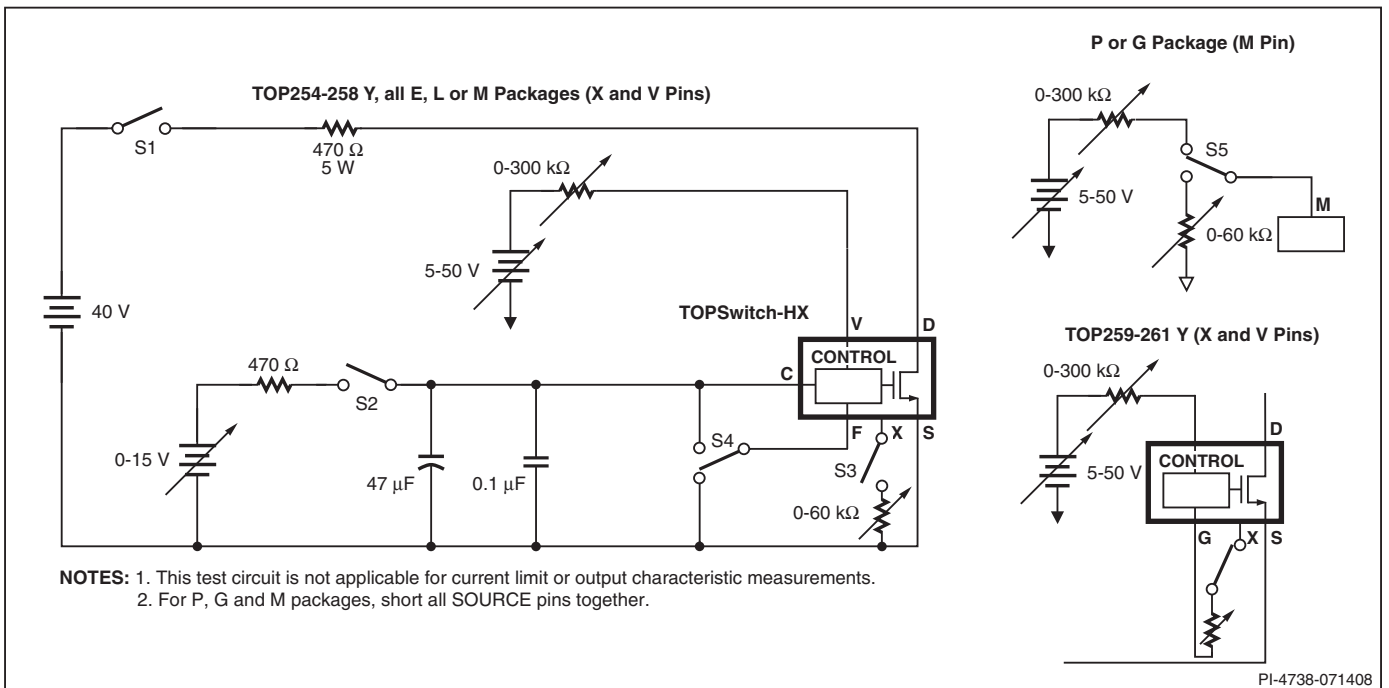 TOP254-258 Y, all E, L or M Packages (X and V Pins)
S1
470 Ω
5 W
0-300 kΩ
5-50 V
40 V
TOPSwitch-HX
V
D
CONTROL
C
470 Ω
S2
F
X
S
S4
S3
0-15 V
47 µF
0.1 µF
0-60 kΩ
NOTES: 1. This test circuit is not applicable for current limit or output characteristic measurements.
2. For P, G and M packages, short all SOURCE pins together.
P or G Package (M Pin)
0-300 kΩ
S5
5-50 V
M
0-60 kΩ
TOP259-261 Y (X and V Pins)
0-300 kΩ
D
5-50 V
CONTROL
G
X
S
PI-4738-071408